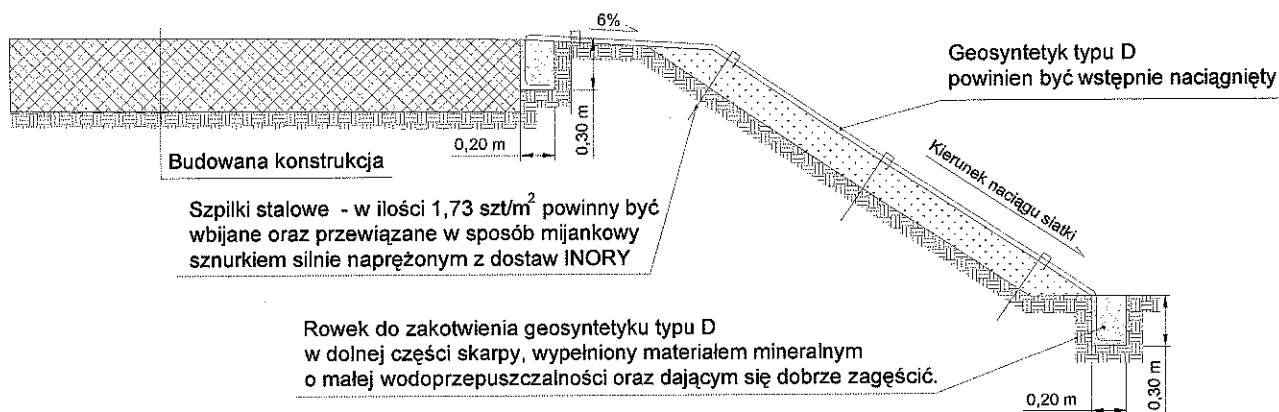 6%
Geosyntetyk typu D
powinien być wstępnie naciągnięty
0,20 m
0,30 m
Budowana konstrukcja
Kierunek naciągu siatki
Szpilki stalowe - w ilości 1,73 szt/m²  powinny być
wbijane oraz przewiązane w sposób mijankowy
sznurkiem silnie naprężonym z dostaw INORY
Rowek do zakotwienia geosyntetyku typu D
w dolnej części skarpy, wypełniony materiałem mineralnym
o małej wodoprzepuszczalności oraz dającym się dobrze zagęścić.
0,20 m
0,30 m